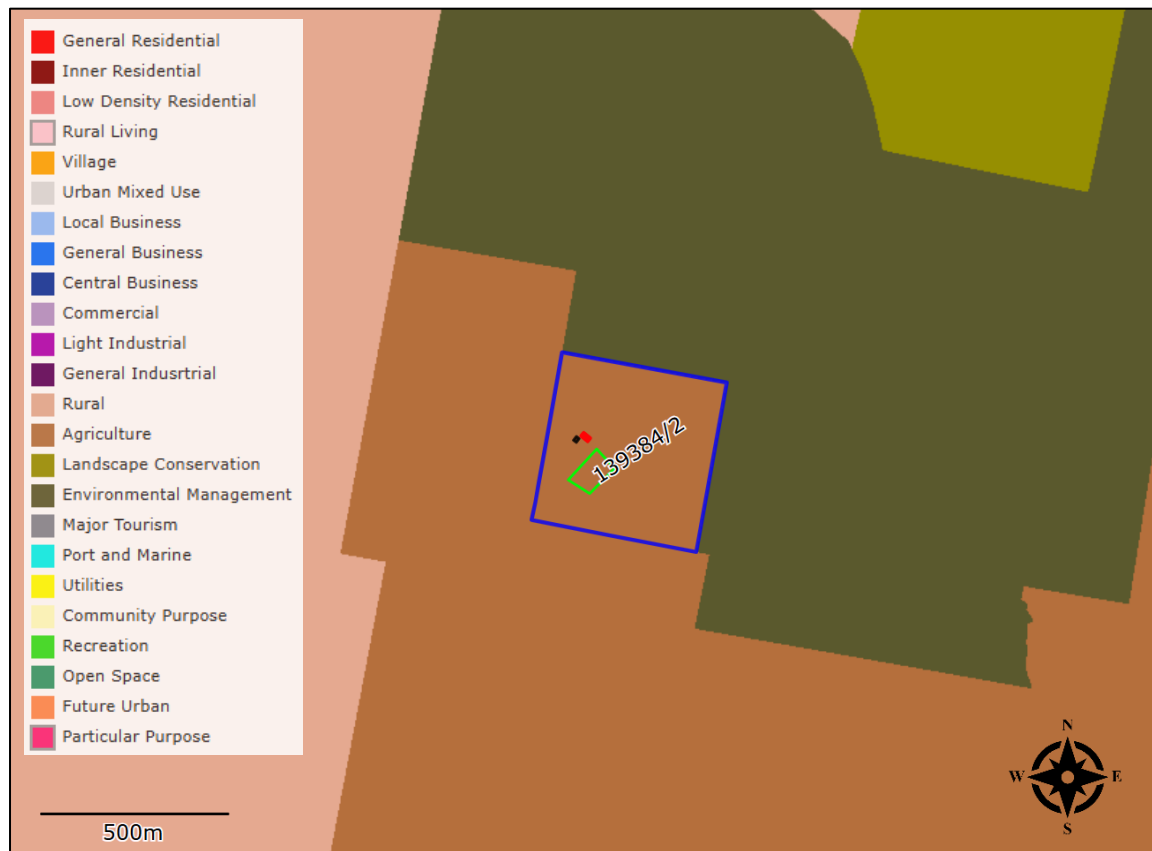 General Residential
Inner Residential
Low Density Residential
Rural Living
Village
Urban Mixed Use
Local Business
General Business
Central Business
Commercial
Light Industrial
General Indusrtrial
Rural
Agriculture
Landscape Conservation
Environmental Management
Major Tourism
Port and Marine
Utilities
Community Purpose
Recreation
Open Space
Future Urban
Particular Purpose
139384/2
500m
N
W E
S